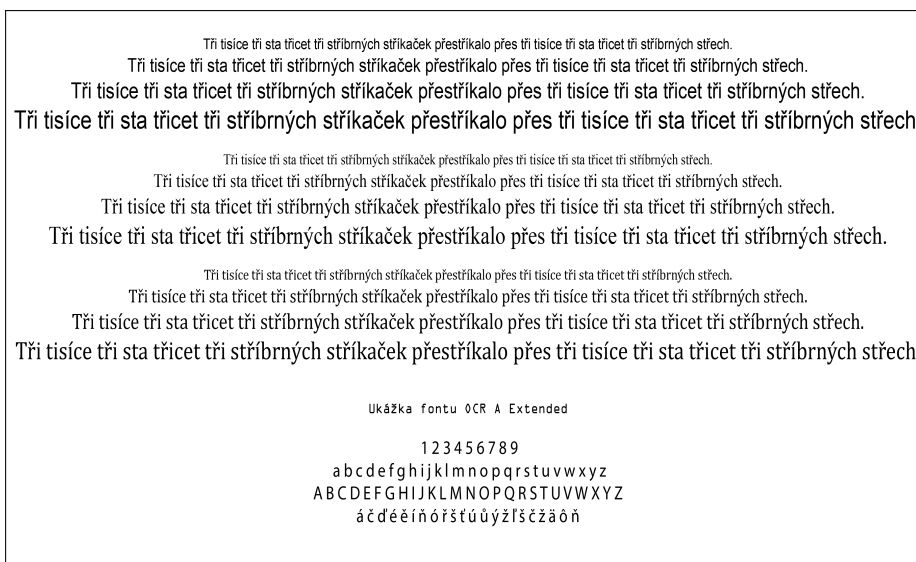 Tři tisíce tři sta třicet tři stříbrných stříkaček přestříkalo přes tři tisíce tři sta třicet tři stříbrných střech.
Tři tisíce tři sta třicet tři stříbrných stříkaček přestříkalo přes tři tisíce tři sta třicet tři stříbrných střech.
Tři tisíce tři sta třicet tři stříbrných stříkaček přestříkalo přes tři tisíce tři sta třicet tři stříbrných střech.
Tři tisíce tři sta třicet tři stříbrných stříkaček přestříkalo přes tři tisíce tři sta třicet tři stříbrných střech
Tři tisíce tři sta třicet tři stříbrných stříkaček přestříkalo přes tři tisíce tři sta třicet tři stříbrných střech.
Tři tisíce tři sta třicet tři stříbrných stříkaček přestříkalo přes tři tisíce tři sta třicet tři stříbrných střech.
Tři tisíce tři sta třicet tři stříbrných stříkaček přestříkalo přes tři tisíce tři sta třicet tři stříbrných střech.
Tři tisíce tři sta třicet tři stříbrných stříkaček přestříkalo přes tři tisíce tři sta třicet tři stříbrných střech.
Tři tisíce tři sta třicet tři stříbrných stříkaček přestříkalo přes tři tisíce tři sta třicet tři stříbrných střech.
Tři tisíce tři sta třicet tři stříbrných stříkaček přestříkalo přes tři tisíce tři sta třicet tři stříbrných střech.
Tři tisíce tři sta třicet tři stříbrných stříkaček přestříkalo přes tři tisíce tři sta třicet tři stříbrných střech.
Tři tisíce tři sta třicet tři stříbrných stříkaček přestříkalo přes tři tisíce tři sta třicet tři stříbrných střech
Ukážka fontu OCR A Extended
1 2 3 4 5 6 7 8 9
a b c d e f g h i j k l m n o p q r s t u v w x y z
A B C D E F G H I J K L M N O P Q R S T U V W X Y Z
á č ď é ě í ň ó ř š ť ú ů ý ž ľ š č ž ä ô ň